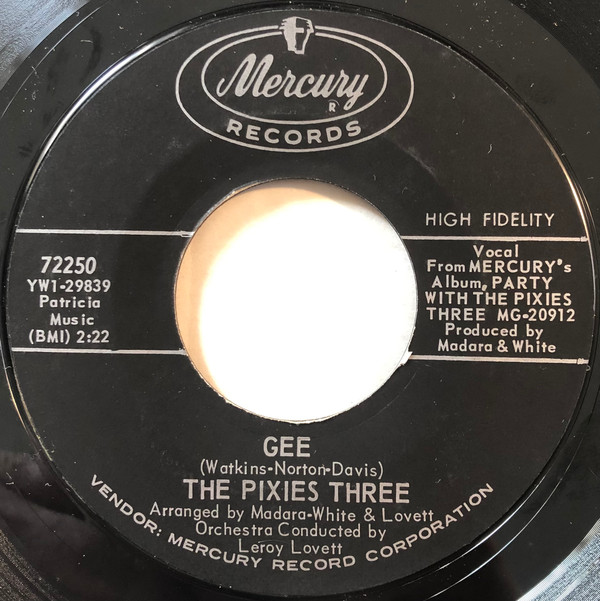 Mercury
R
RECORDS
HIGH FIDELITY
72250
YW1-29839
Patricia
Music
(BMI) 2:22
Vocal
From MERCURY's
Album, PARTY
WITH THE PIXIES
THREE MG-20912
Produced by
Madara & White
GEE
(Watkins-Norton-Davis)
THE PIXIES THREE
Arranged by Madara-White & Lovett
Orchestra Conducted by
Leroy Lovett
VENDOR: MERCURY RECORD CORPORATION